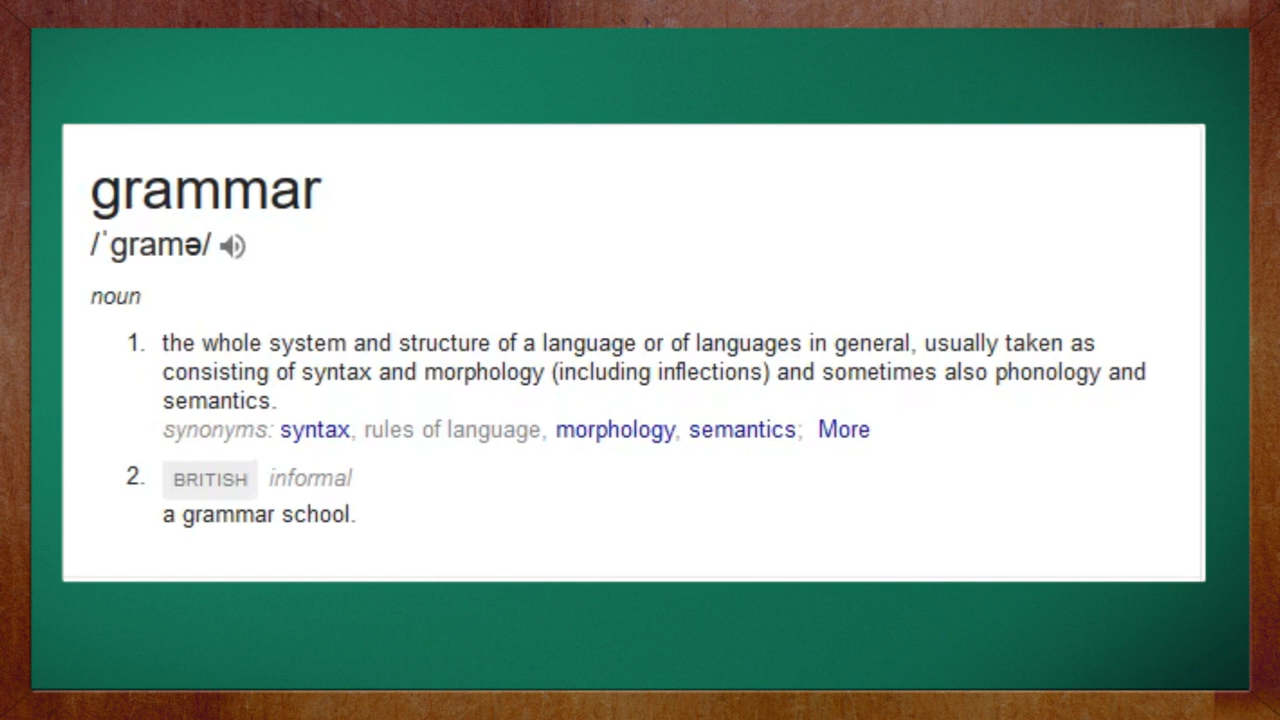 grammar
/ˈɡramə/
noun
1. the whole system and structure of a language or of languages in general, usually taken as
consisting of syntax and morphology (including inflections) and sometimes also phonology and
semantics.
synonyms: syntax, rules of language, morphology, semantics; More
2. BRITISH informal
a grammar school.